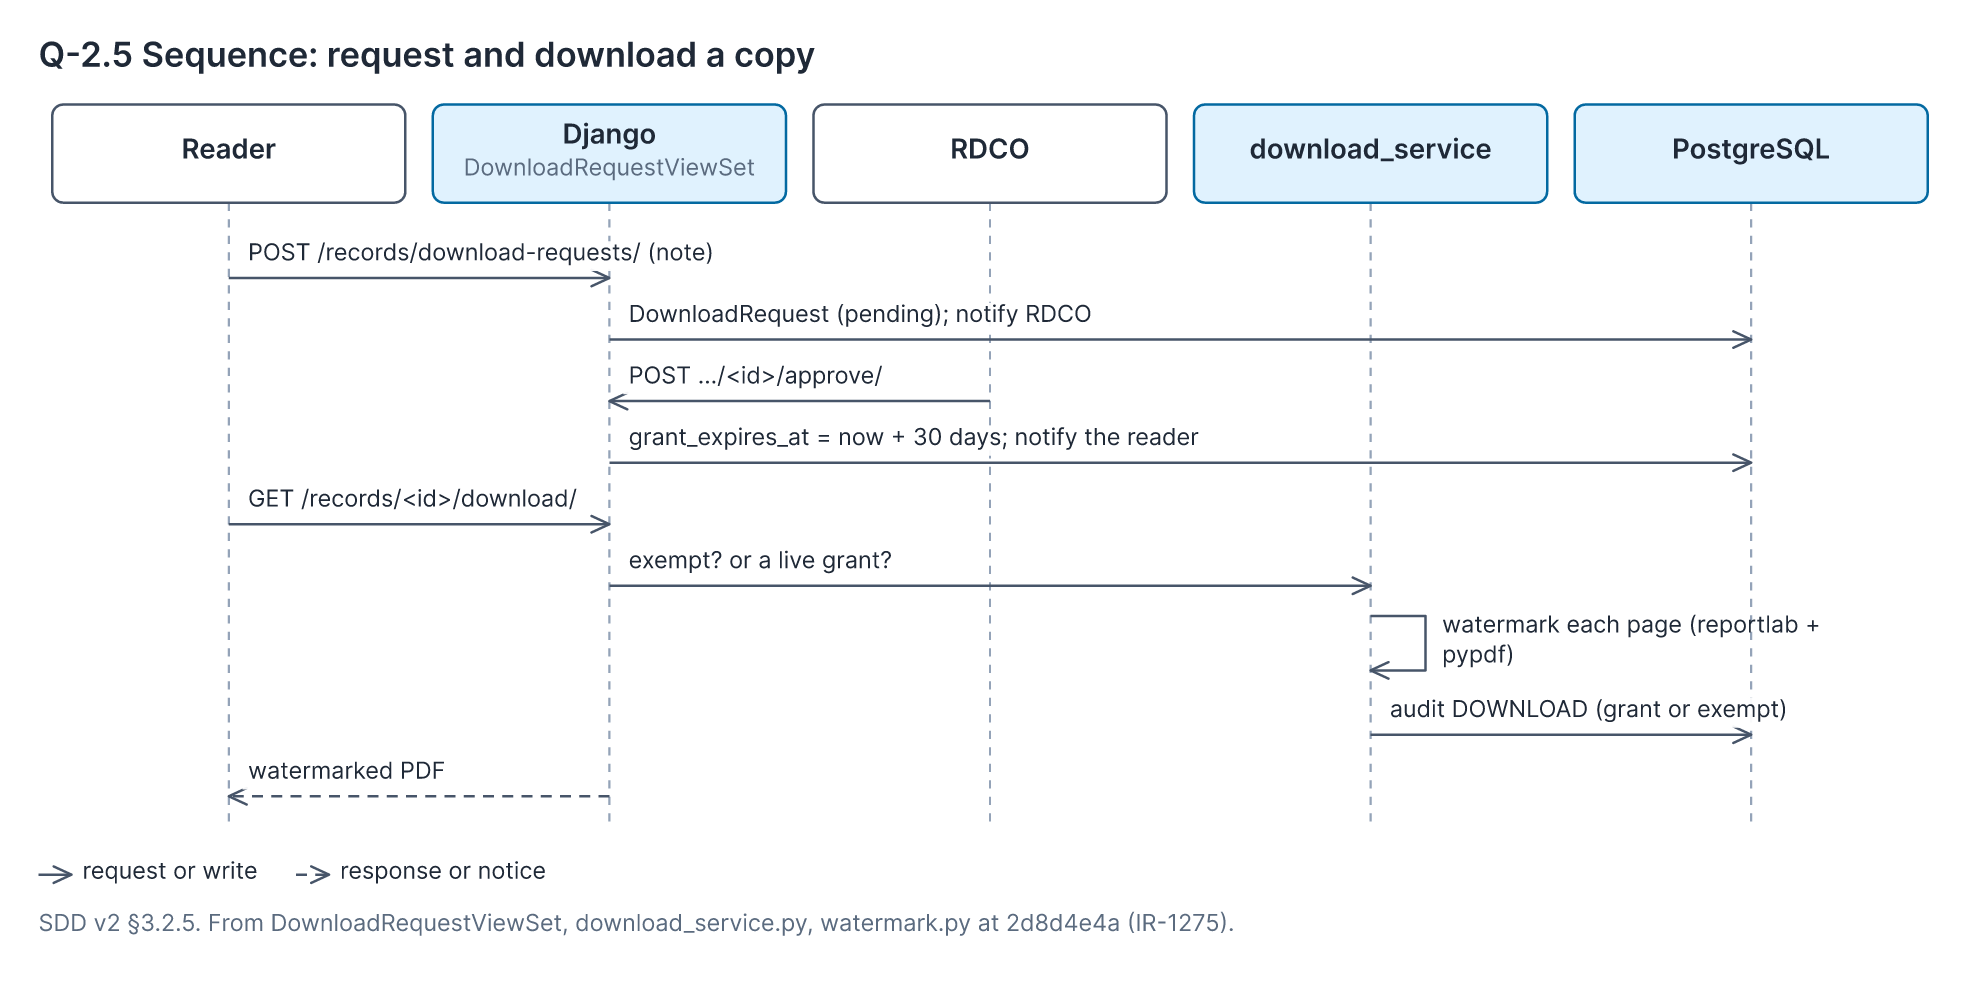 Q-2.5 Sequence: request and download a copy
Reader
Django
DownloadRequestViewSet
RDCO
download_service
PostgreSQL
POST /records/download-requests/ (note)
DownloadRequest (pending); notify RDCO
POST .../<id>/approve/
grant_expires_at = now + 30 days; notify the reader
GET /records/<id>/download/
exempt? or a live grant?
watermark each page (reportlab +
pypdf)
audit DOWNLOAD (grant or exempt)
watermarked PDF
request or write
response or notice
SDD v2 §3.2.5. From DownloadRequestViewSet, download_service.py, watermark.py at 2d8d4e4a (IR-1275).